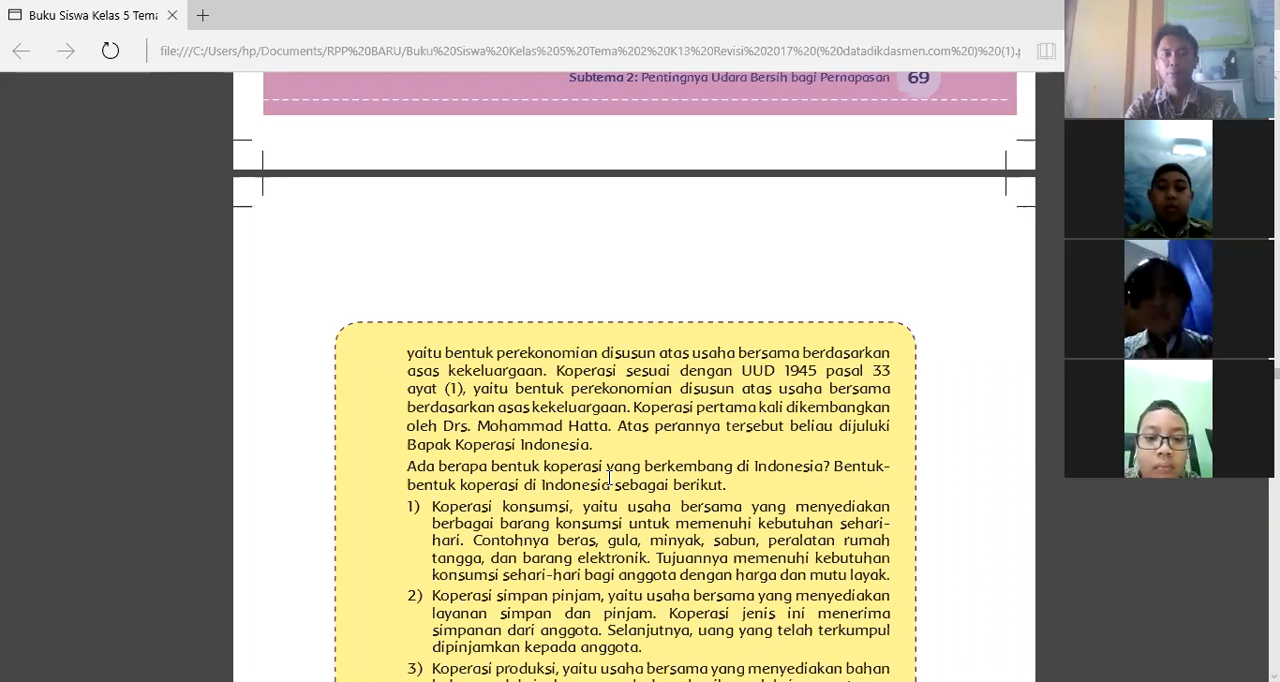 Buku Siswa Kelas 5 Tema
file:///C:/Users/hp/Documents/RPP%20BARU/Buku%20Siswa%20Kelas%205%20Tema%202%20K13%20Revisi%202017%20(%20datadikdasmen.com%20)%20(1).p
Subtema 2: Pentingnya Udara Bersih bagi Pernapasan 69
yaitu bentuk perekonomian disusun atas usaha bersama berdasarkan
asas kekeluargaan. Koperasi sesuai dengan UUD 1945 pasal 33
ayat (1), yaitu bentuk perekonomian disusun atas usaha bersama
berdasarkan asas kekeluargaan. Koperasi pertama kali dikembangkan
oleh Drs. Mohammad Hatta. Atas perannya tersebut beliau dijuluki
Bapak Koperasi Indonesia.
Ada berapa bentuk koperasi yang berkembang di Indonesia? Bentuk-
bentuk koperasi di Indonesia sebagai berikut.
1) Koperasi konsumsi, yaitu usaha bersama yang menyediakan
berbagai barang konsumsi untuk memenuhi kebutuhan sehari-
hari. Contohnya beras, gula, minyak, sabun, peralatan rumah
tangga, dan barang elektronik. Tujuannya memenuhi kebutuhan
konsumsi sehari-hari bagi anggota dengan harga dan mutu layak.
2) Koperasi simpan pinjam, yaitu usaha bersama yang menyediakan
layanan simpan dan pinjam. Koperasi jenis ini menerima
simpanan dari anggota. Selanjutnya, uang yang telah terkumpul
dipinjamkan kepada anggota.
3) Koperasi produksi, yaitu usaha bersama yang menyediakan bahan